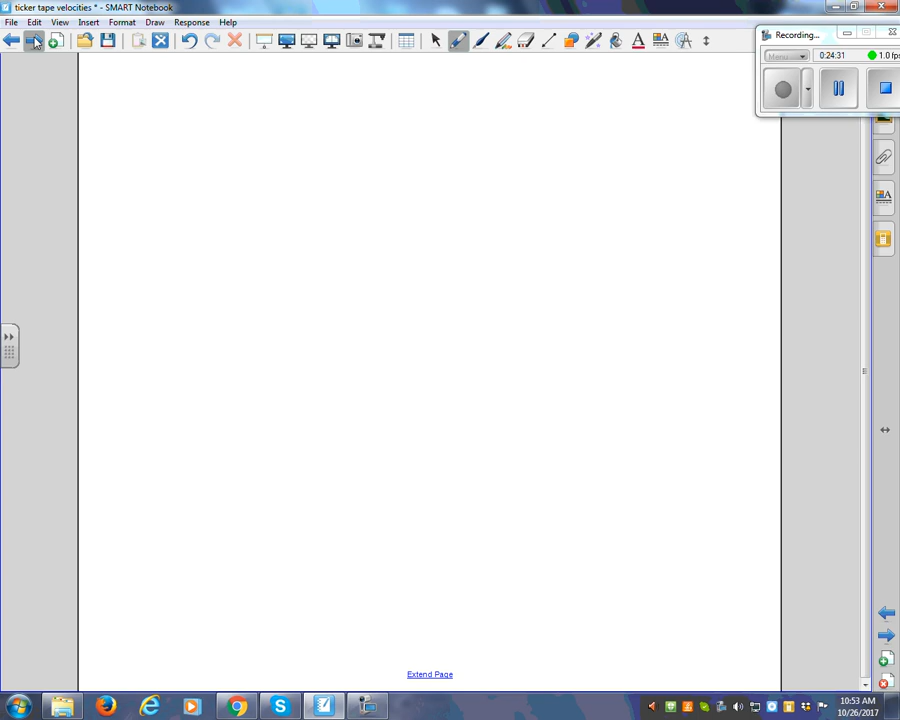 ticker tape velocities * - SMART Notebook
File Edit View Insert Format Draw Response Help
Recording...
Menu
0:24:31
1.0 fps
Extend Page
10:53 AM
10/26/2017